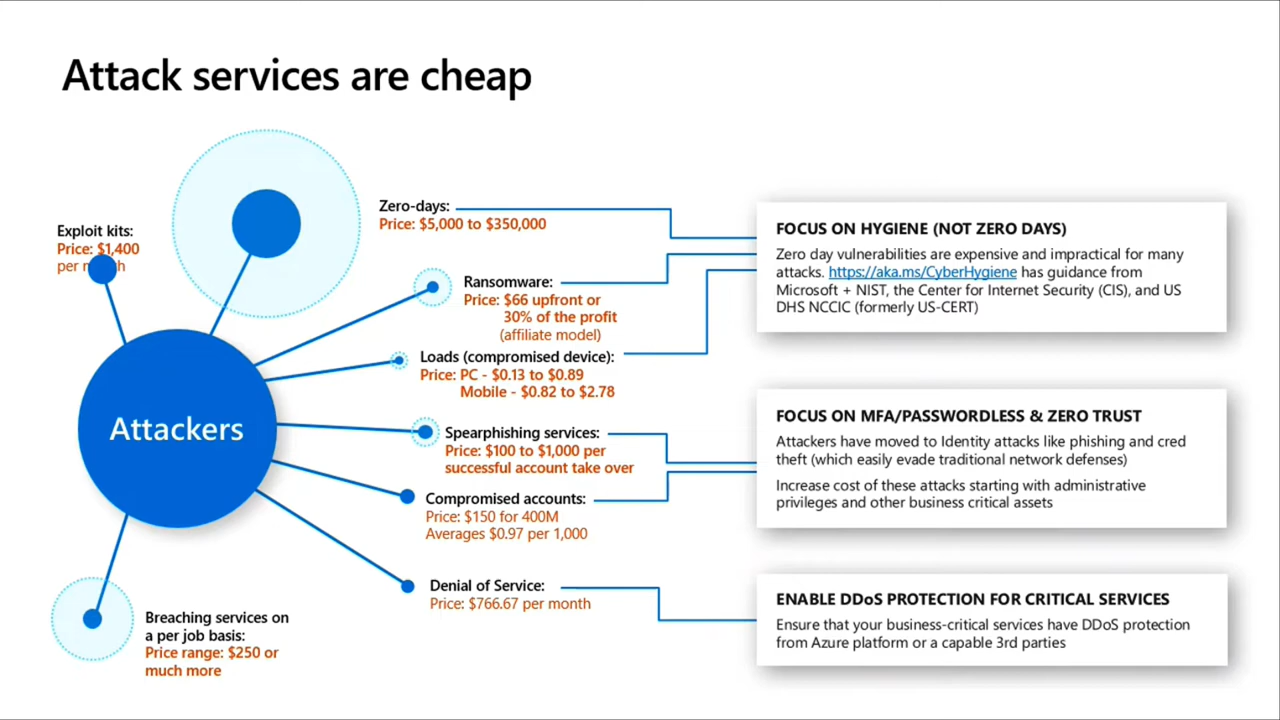 Attack services are cheap
Exploit kits:
Price: $1,400
per month
Zero-days:
Price: $5,000 to $350,000
Ransomware:
Price: $66 upfront or
30% of the profit
(affiliate model)
Loads (compromised device):
Price: PC - $0.13 to $0.89
Mobile - $0.82 to $2.78
Attackers
Spearphishing services:
Price: $100 to $1,000 per
successful account take over
Compromised accounts:
Price: $150 for 400M
Averages $0.97 per 1,000
Denial of Service:
Price: $766.67 per month
Breaching services on
a per job basis:
Price range: $250 or
much more
FOCUS ON HYGIENE (NOT ZERO DAYS)
Zero day vulnerabilities are expensive and impractical for many
attacks. https://aka.ms/CyberHygiene has guidance from
Microsoft + NIST, the Center for Internet Security (CIS), and US
DHS NCCIC (formerly US-CERT)
FOCUS ON MFA/PASSWORDLESS & ZERO TRUST
Attackers have moved to Identity attacks like phishing and cred
theft (which easily evade traditional network defenses)
Increase cost of these attacks starting with administrative
privileges and other business critical assets
ENABLE DDoS PROTECTION FOR CRITICAL SERVICES
Ensure that your business-critical services have DDoS protection
from Azure platform or a capable 3rd parties